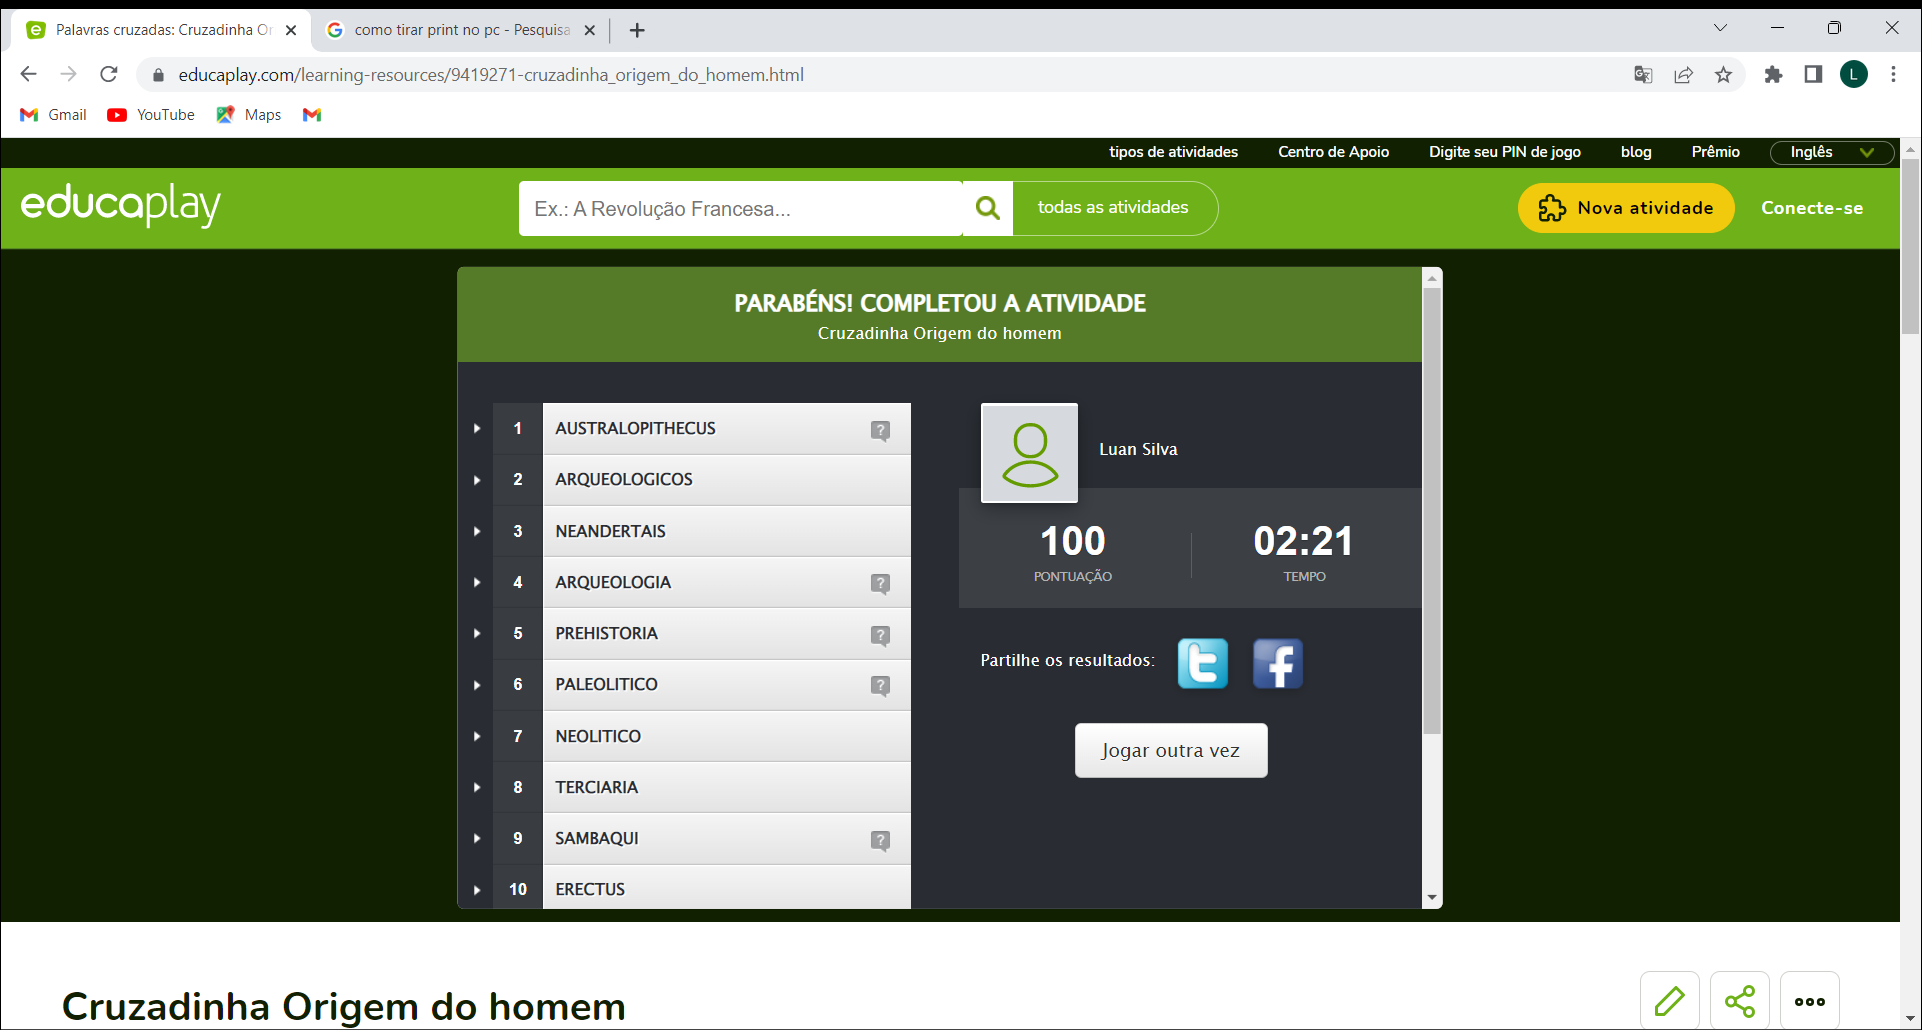 Palavras cruzadas: Cruzadinha Or
como tirar print no pc - Pesquisa
educaplay.com/learning-resources/9419271-cruzadinha_origem_do_homem.html
L
Gmail
YouTube
Maps
tipos de atividades
Centro de Apoio
Digite seu PIN de jogo
blog
Prêmio
Inglês
educaplay
Ex.: A Revolução Francesa...
todas as atividades
Nova atividade
Conecte-se
PARABÉNS! COMPLETOU A ATIVIDADE
Cruzadinha Origem do homem
1 AUSTRALOPITHECUS
2 ARQUEOLOGICOS
3 NEANDERTAIS
4 ARQUEOLOGIA
5 PREHISTORIA
6 PALEOLITICO
7 NEOLITICO
8 TERCIARIA
9 SAMBAQUI
10 ERECTUS
Luan Silva
100
PONTUAÇÃO
02:21
TEMPO
Partilhe os resultados:
Jogar outra vez
Cruzadinha Origem do homem